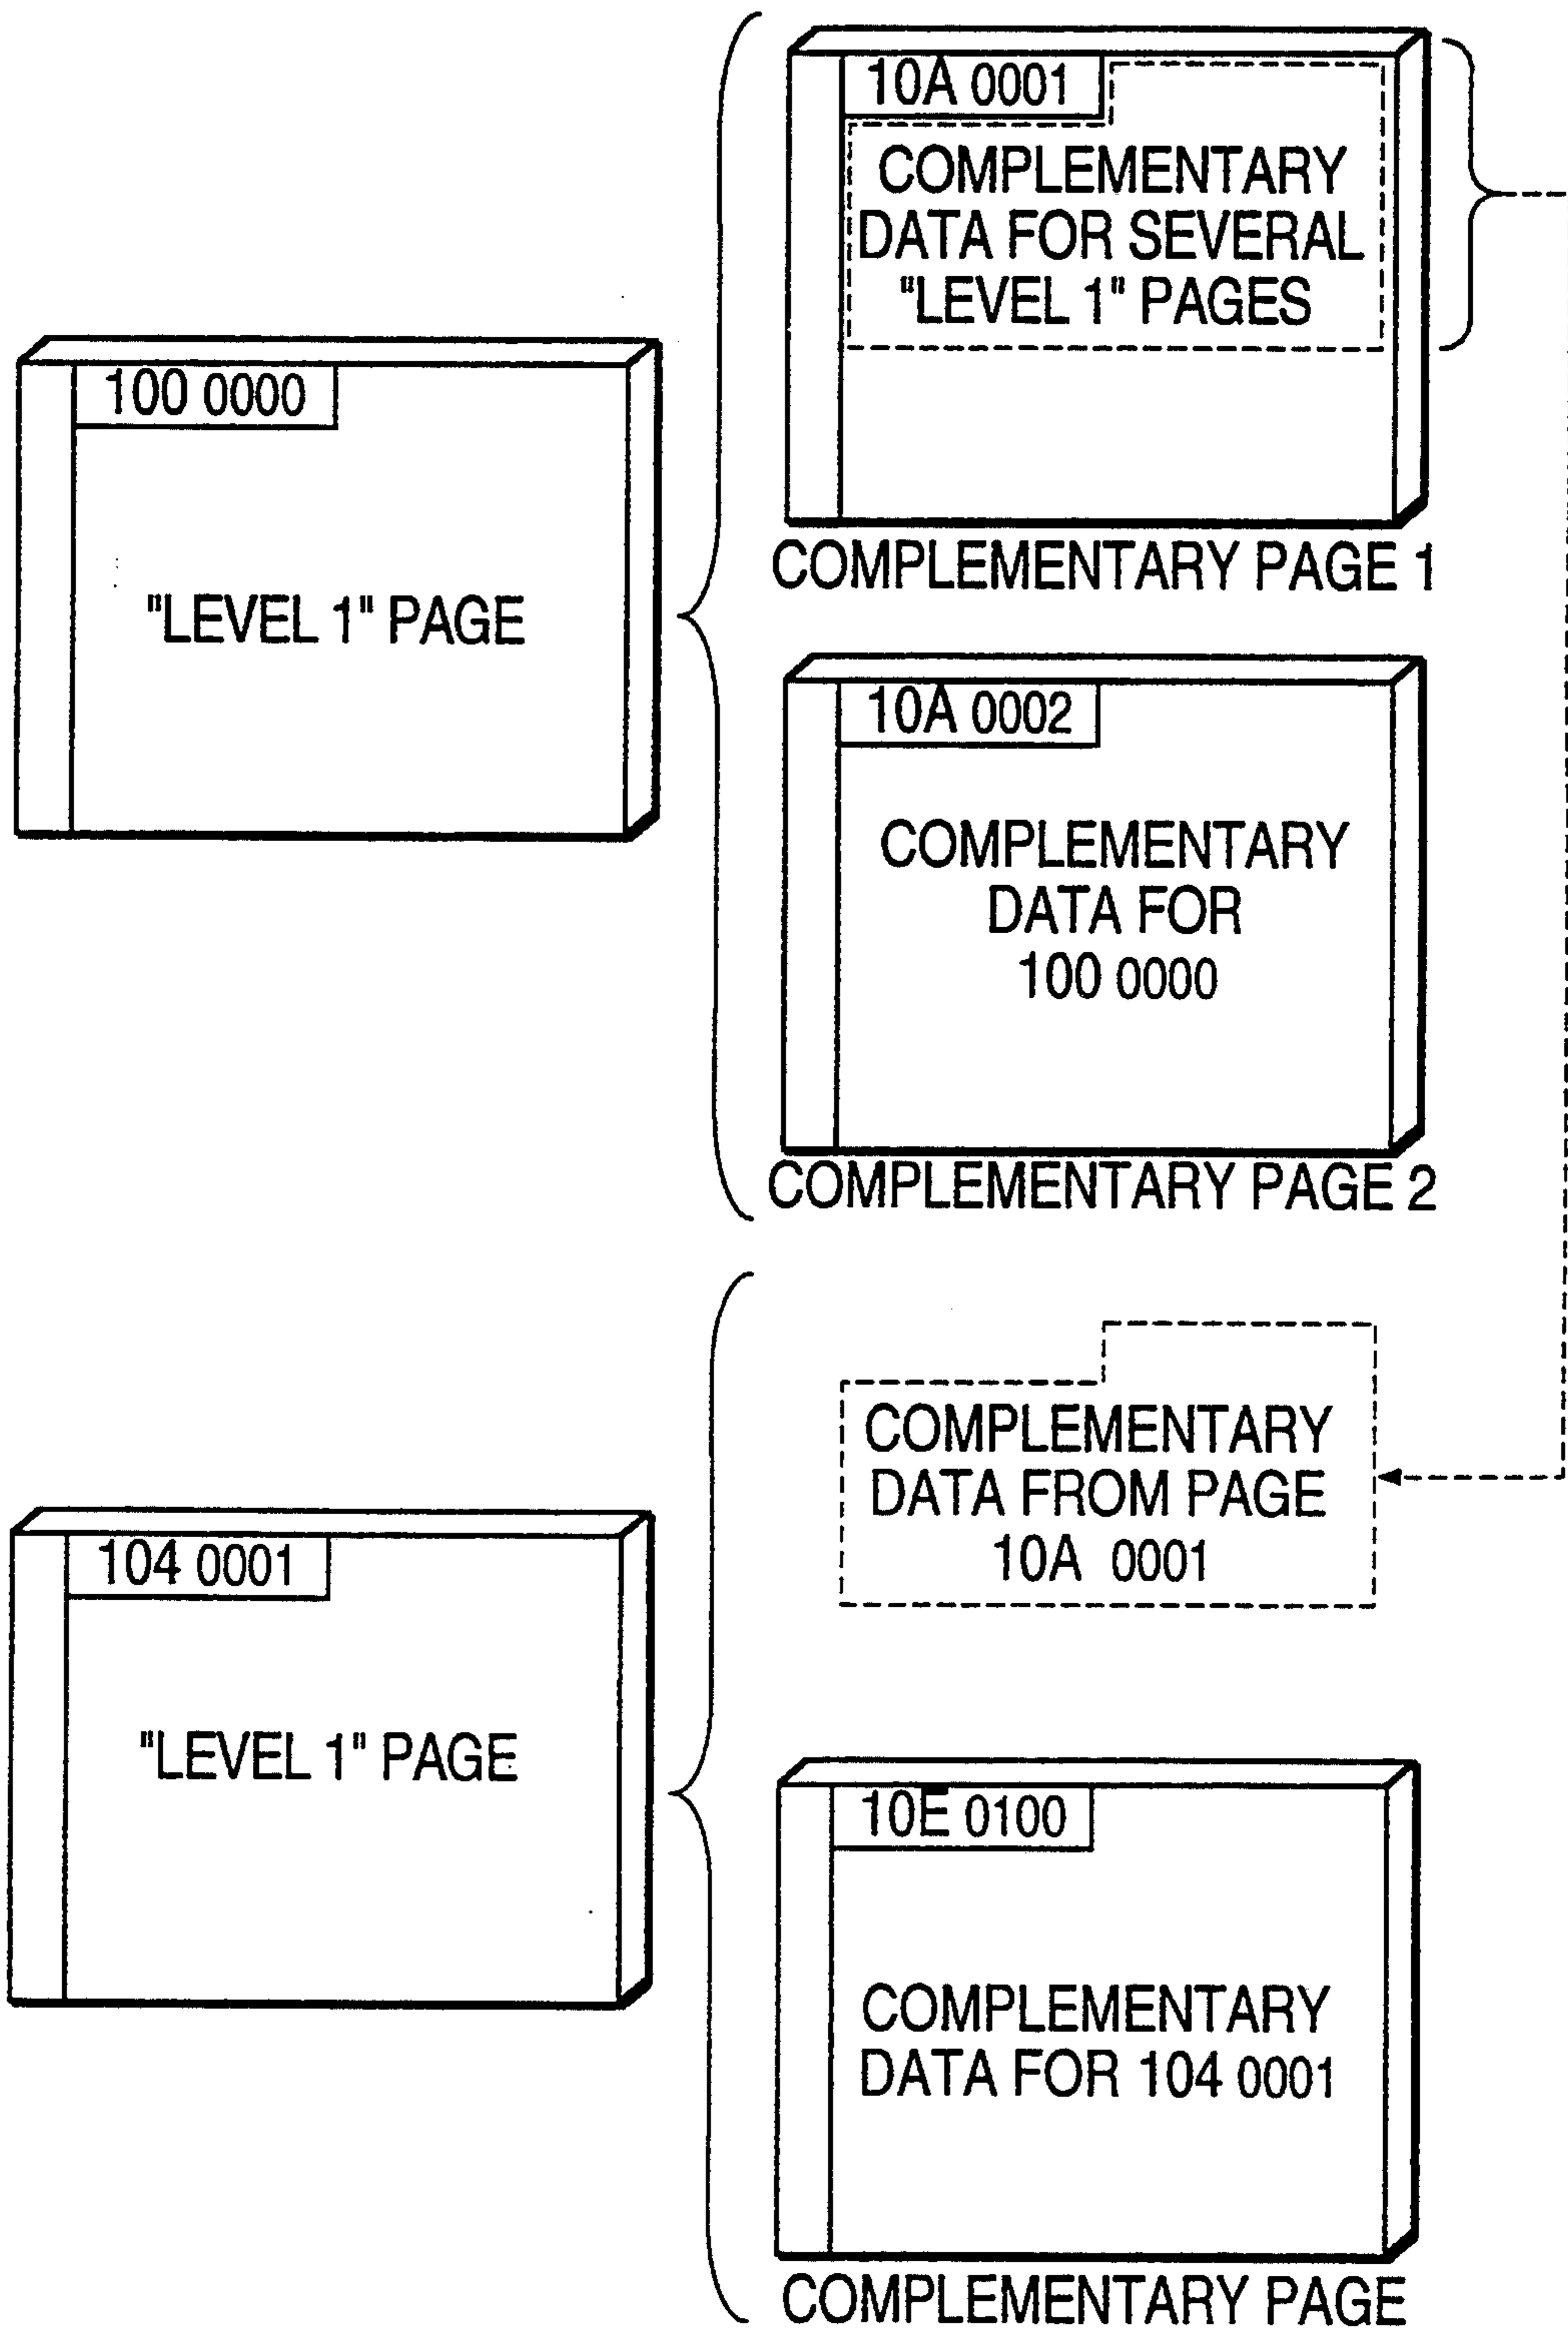 10A 0001
COMPLEMENTARY
DATA FOR SEVERAL
"LEVEL 1" PAGES
COMPLEMENTARY PAGE 1
100 0000
"LEVEL 1" PAGE
10A 0002
COMPLEMENTARY
DATA FOR
100 0000
COMPLEMENTARY PAGE 2
COMPLEMENTARY
DATA FROM PAGE
10A 0001
104 0001
"LEVEL 1" PAGE
10E 0100
COMPLEMENTARY
DATA FOR 104 0001
COMPLEMENTARY PAGE